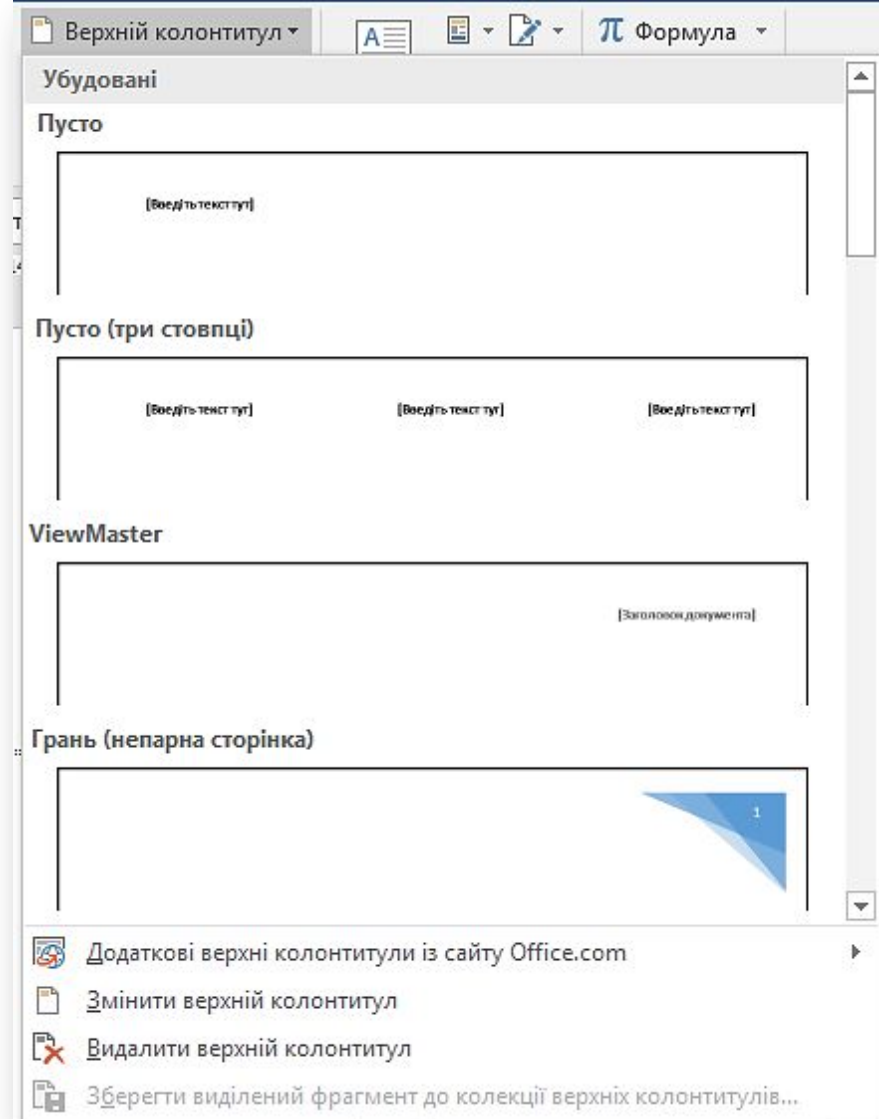 Верхній колонтитул
A
π Формула
Убудовані
Пусто
[Введіть текст тут]
Пусто (три стовпці)
[Введіть текст тут] [Введіть текст тут] [Введіть текст тут]
ViewMaster
[Заголовок документа]
Грань (непарна сторінка)
1
Додаткові верхні колонтитули із сайту Office.com
Змінити верхній колонтитул
Видалити верхній колонтитул
Зберегти виділений фрагмент до колекції верхніх колонтитулів...